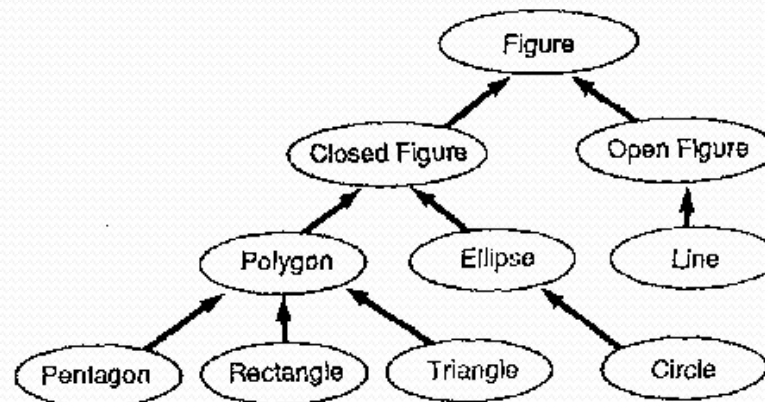 Figure
Closed Figure
Open Figure
Polygon
Ellipse
Line
Pentagon
Rectangle
Triangle
Circle